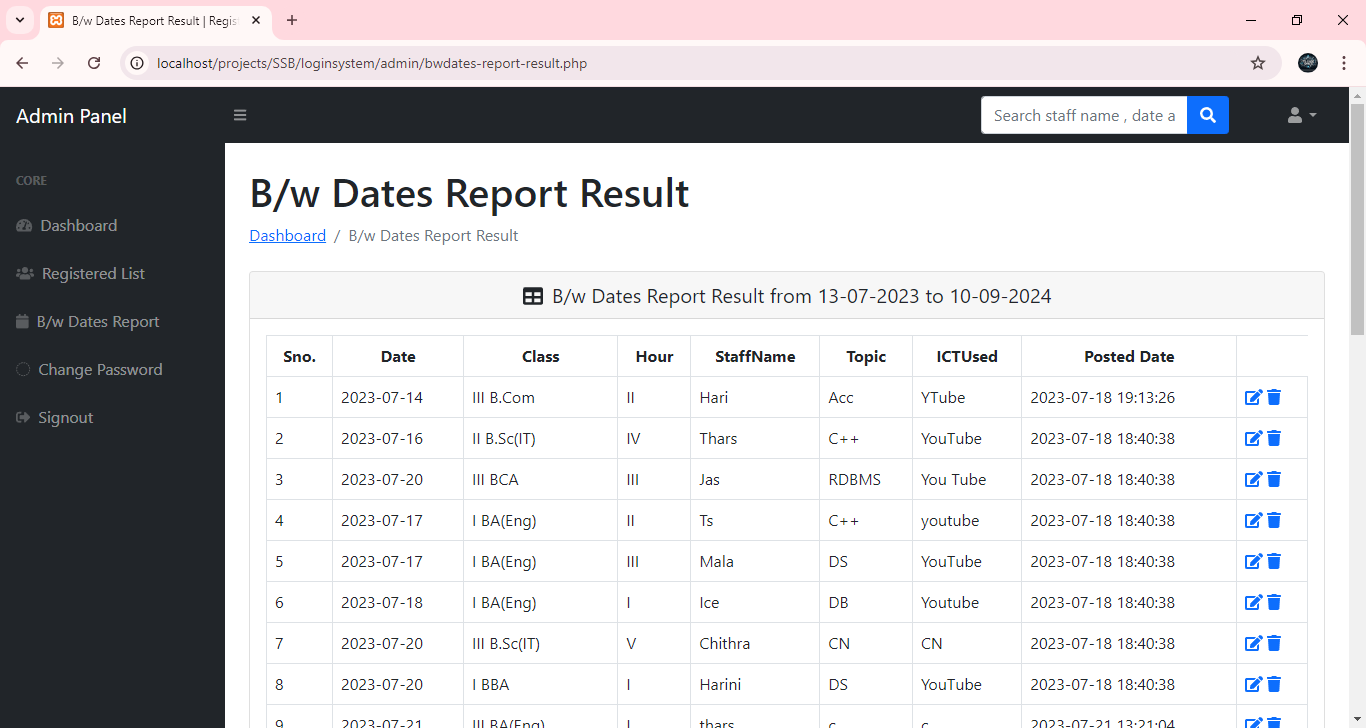 B/w Dates Report Result | Regis
localhost/projects/SSB/loginsystem/admin/bwdates-report-result.php
Admin Panel
Search staff name , date a
CORE
Dashboard
Registered List
B/w Dates Report
Change Password
Signout
B/w Dates Report Result
Dashboard / B/w Dates Report Result
B/w Dates Report Result from 13-07-2023 to 10-09-2024
Sno. Date Class Hour StaffName Topic ICTUsed Posted Date
1 2023-07-14 III B.Com II Hari Acc YTube 2023-07-18 19:13:26
2 2023-07-16 II B.Sc(IT) IV Thars C++ YouTube 2023-07-18 18:40:38
3 2023-07-20 III BCA III Jas RDBMS You Tube 2023-07-18 18:40:38
4 2023-07-17 I BA(Eng) II Ts C++ youtube 2023-07-18 18:40:38
5 2023-07-17 I BA(Eng) III Mala DS YouTube 2023-07-18 18:40:38
6 2023-07-18 I BA(Eng) I Ice DB Youtube 2023-07-18 18:40:38
7 2023-07-20 III B.Sc(IT) V Chithra CN CN 2023-07-18 18:40:38
8 2023-07-20 I BBA I Harini DS YouTube 2023-07-18 18:40:38
9 2023-07-21 III BA(Eng) I thars c c 2023-07-21 13:21:04